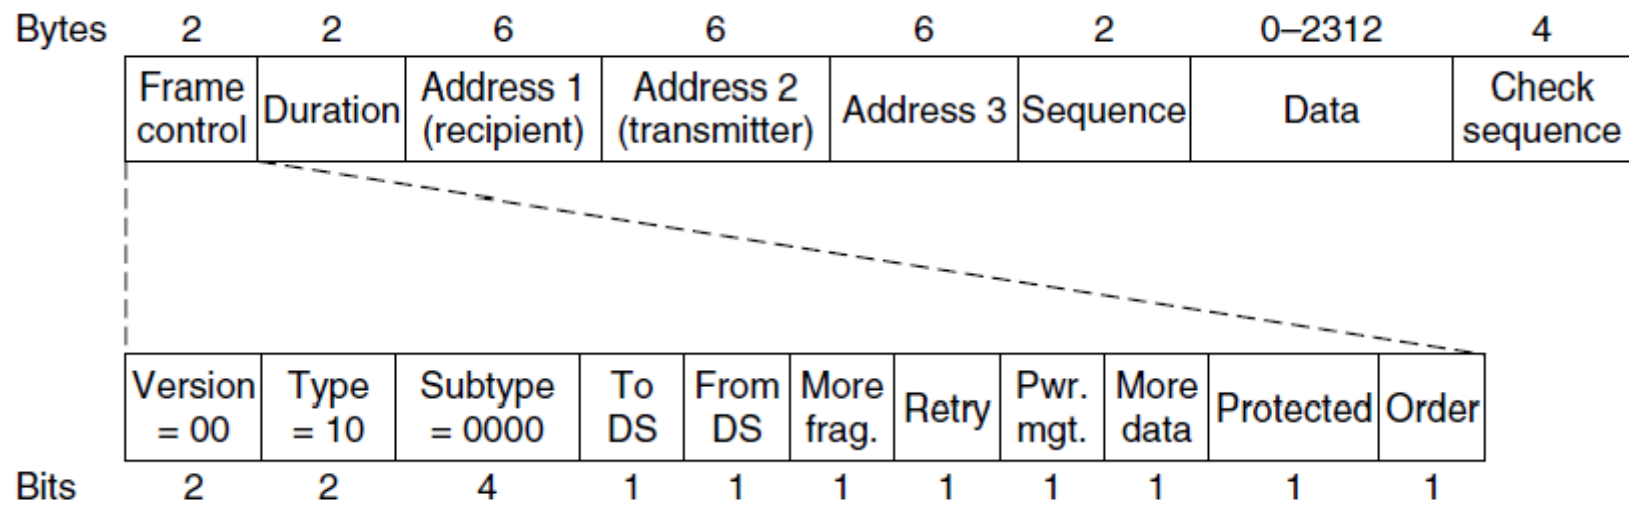 Bytes 2 2 6 6 6 2 0–2312 4
Frame control Duration Address 1 (recipient) Address 2 (transmitter) Address 3 Sequence Data Check sequence
Version = 00 Type = 10 Subtype = 0000 To DS From DS More frag. Retry Pwr. mgt. More data Protected Order
Bits 2 2 4 1 1 1 1 1 1 1 1